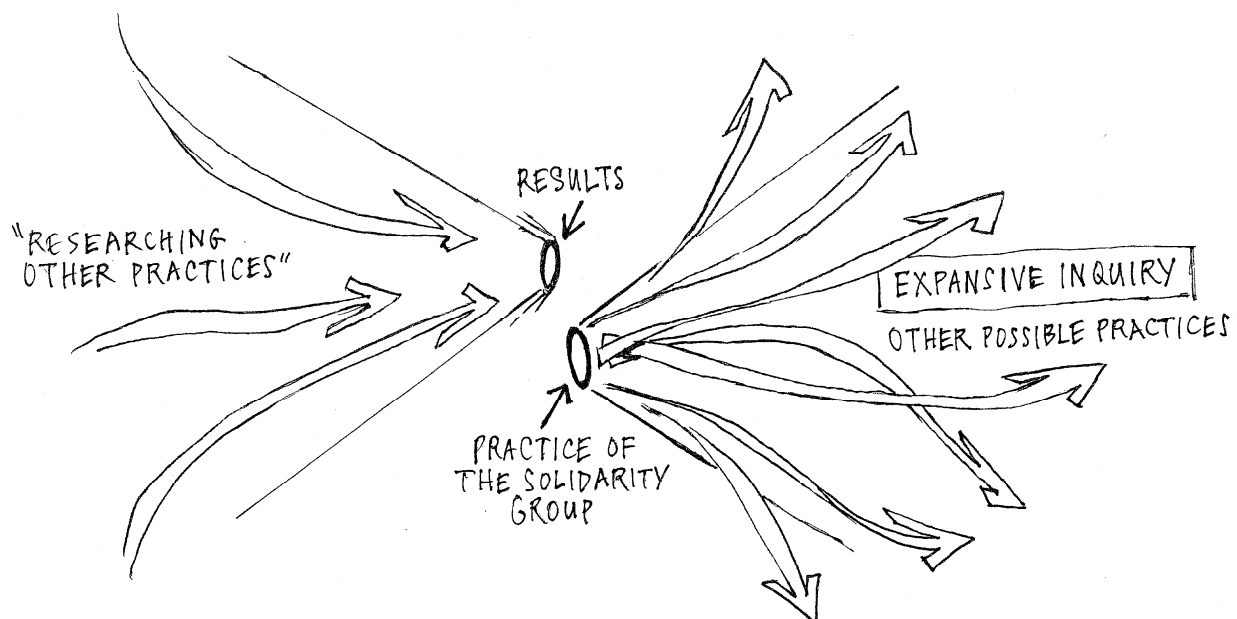 RESULTS
"RESEARCHING
OTHER PRACTICES"
EXPANSIVE INQUIRY
OTHER POSSIBLE PRACTICES
PRACTICE OF
THE SOLIDARITY
GROUP